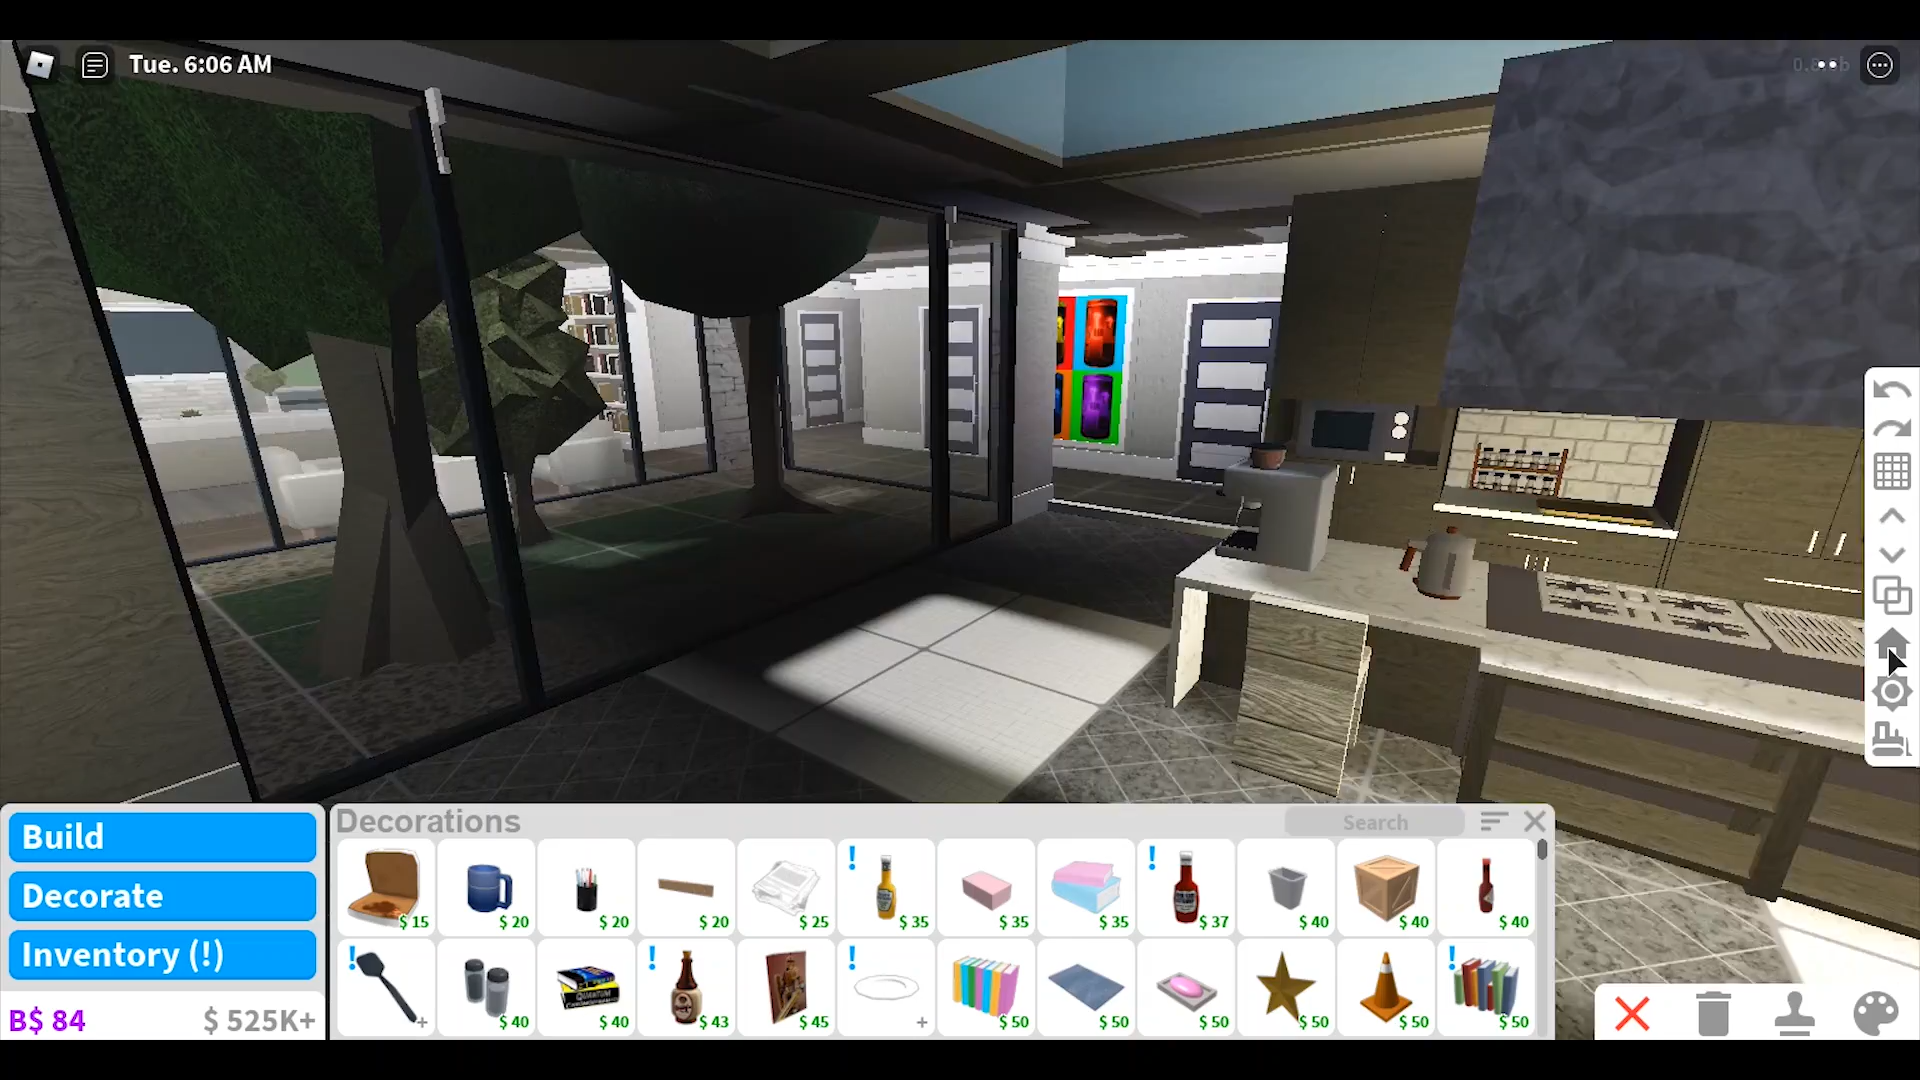 Tue. 6:06 AM
Build
Decorate
Inventory (!)
B$ 84
$ 525K+
Decorations
Search
$ 15
$ 20
$ 20
$ 20
$ 25
! $ 35
$ 35
$ 35
! $ 37
$ 40
$ 40
$ 40
! +
$ 40
QUANTUM
$ 40
! $ 43
$ 45
! +
$ 50
$ 50
$ 50
$ 50
$ 50
! $ 50